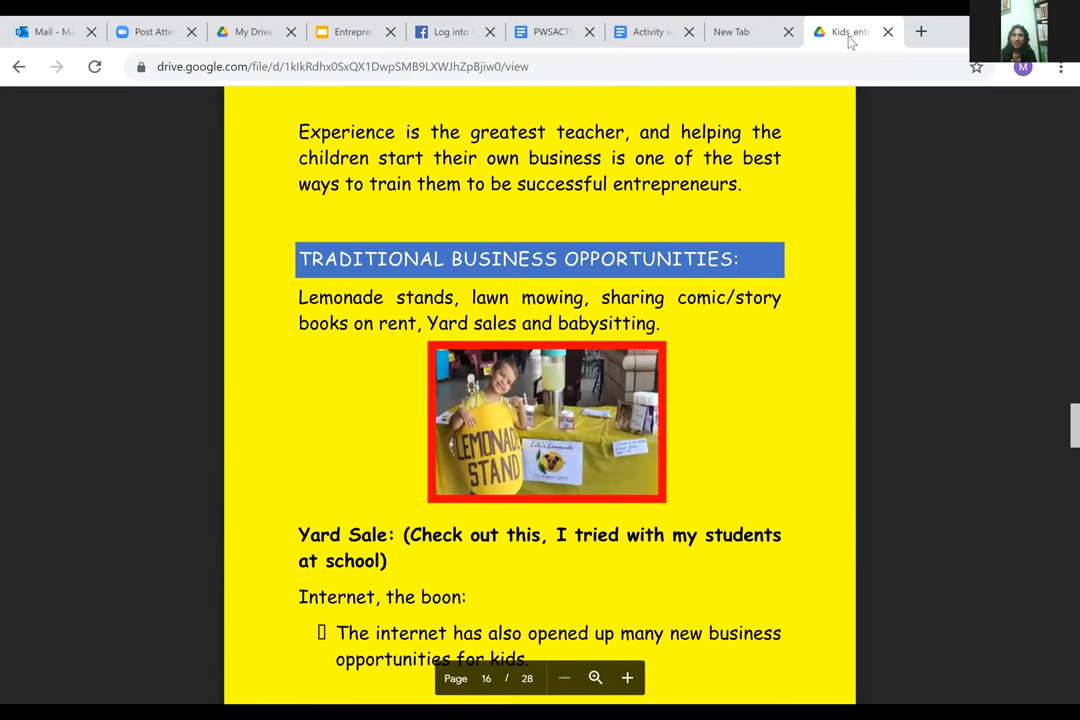 Mail - Ma
Post Atte
My Drive
Entrepre
Log into
PWSACTI
Activity w
New Tab
Kids_entr
drive.google.com/file/d/1kIkRdhx0SxQX1DwpSMB9LXWJhZpBjiw0/view
M
Experience is the greatest teacher, and helping the
children start their own business is one of the best
ways to train them to be successful entrepreneurs.
TRADITIONAL BUSINESS OPPORTUNITIES:
Lemonade stands, lawn mowing, sharing comic/story
books on rent, Yard sales and babysitting.
LEMONADE
STAND
Lily's Lemonade
Yard Sale: (Check out this, I tried with my students
at school)
Internet, the boon:
The internet has also opened up many new business
opportunities for kids.
Page 16 / 28